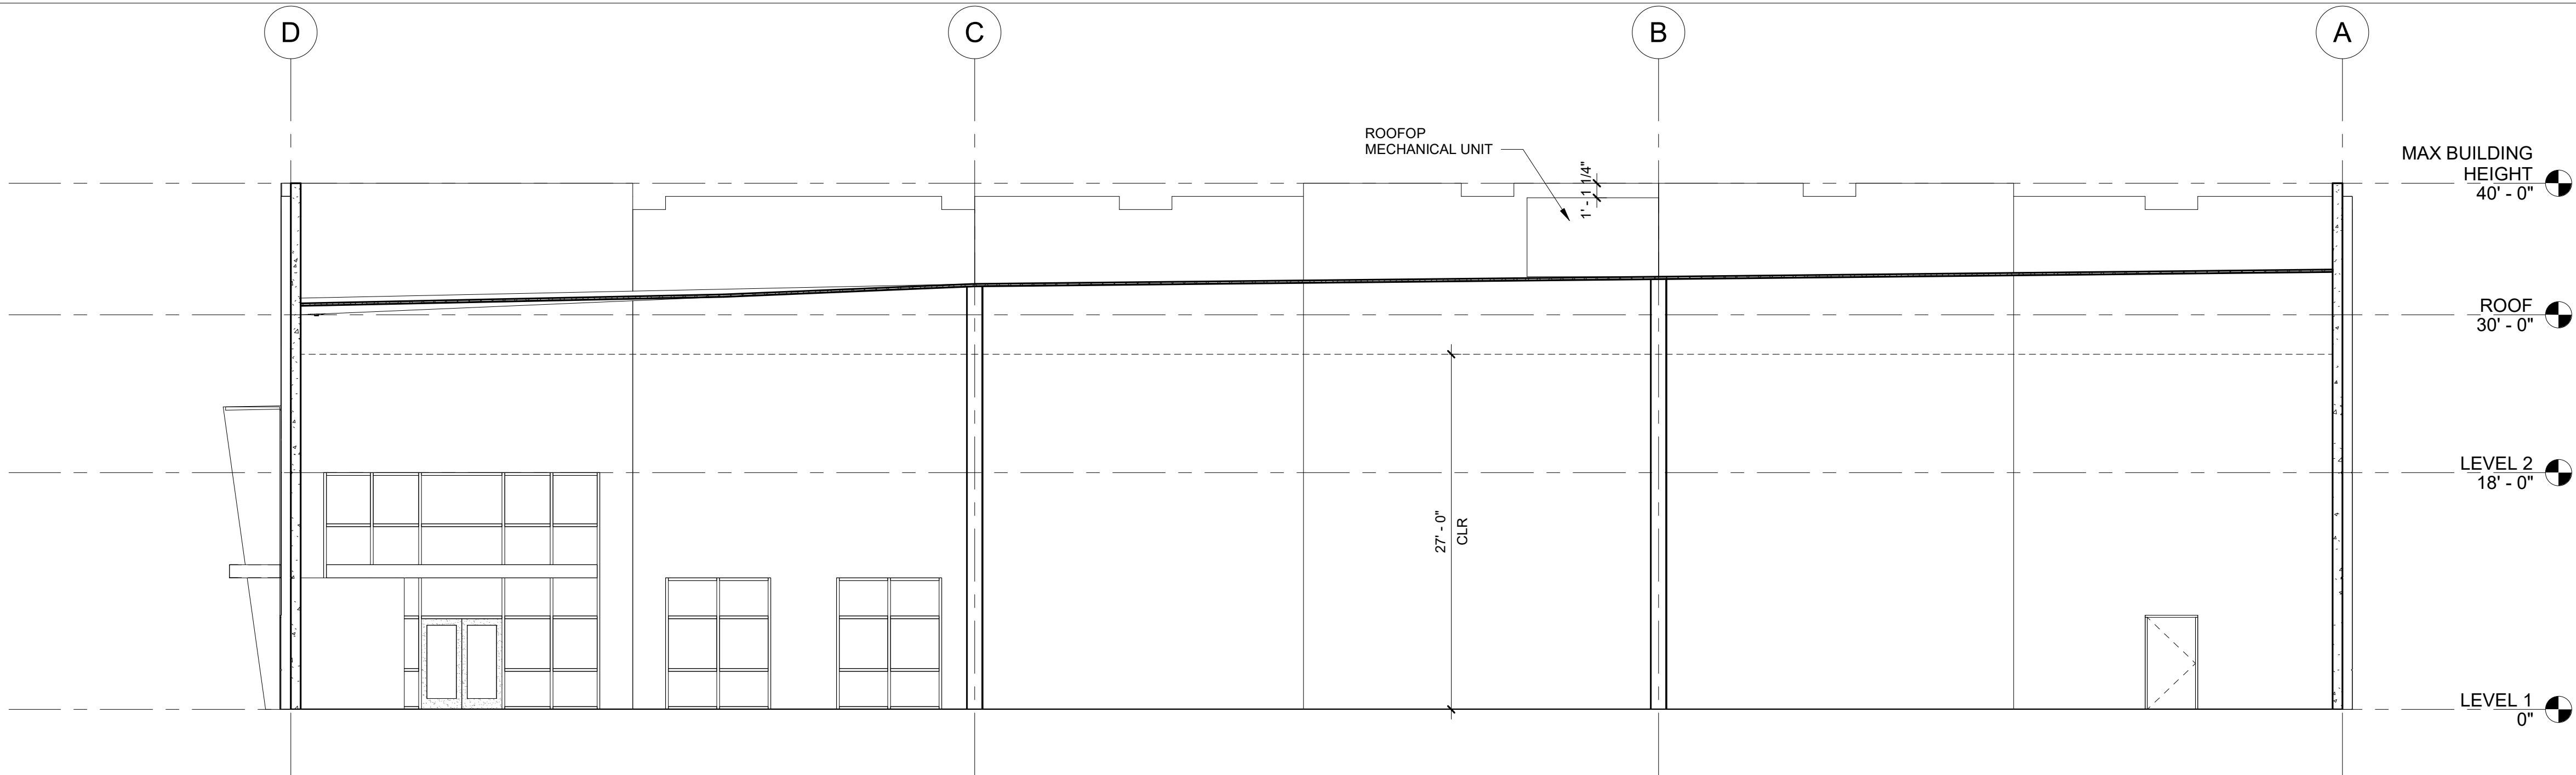 D
C
B
A
ROOFOP
MECHANICAL UNIT
1' - 1 1/4"
MAX BUILDING
HEIGHT
40' - 0"
ROOF
30' - 0"
LEVEL 2
18' - 0"
27' - 0"
CLR
LEVEL 1
0"